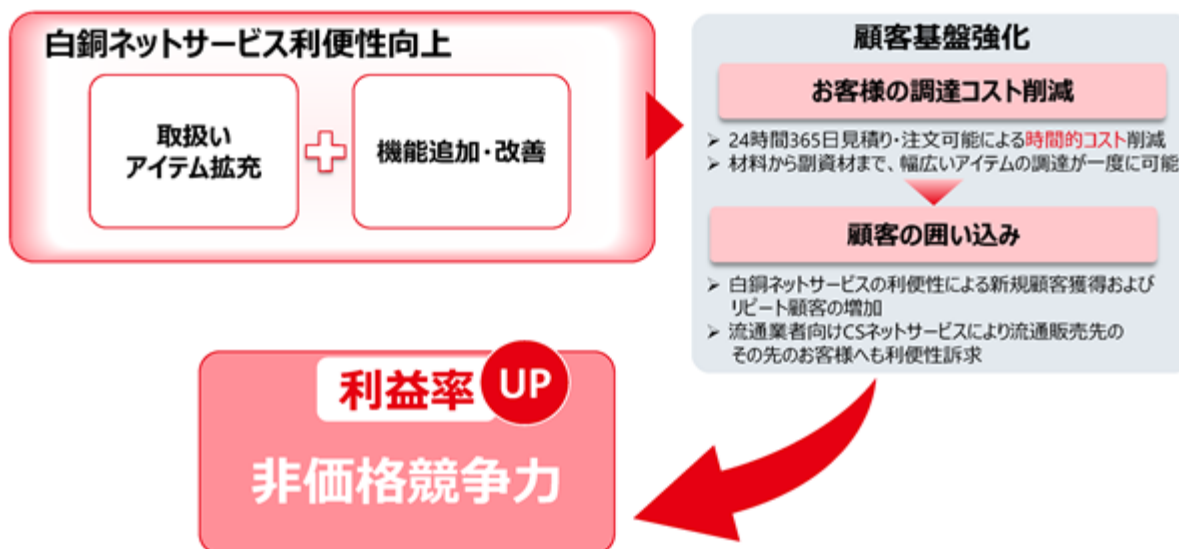 白銅ネットサービス利便性向上
取扱い
アイテム拡充
機能追加・改善
顧客基盤強化
お客様の調達コスト削減
➢ 24時間365日見積り・注文可能による時間的コスト削減
➢ 材料から副資材まで、幅広いアイテムの調達が一度に可能
顧客の囲い込み
➢ 白銅ネットサービスの利便性による新規顧客獲得および
リピート顧客の増加
➢ 流通業者向けCSネットサービスにより流通販売先の
その先のお客様へも利便性訴求
利益率 UP
非価格競争力